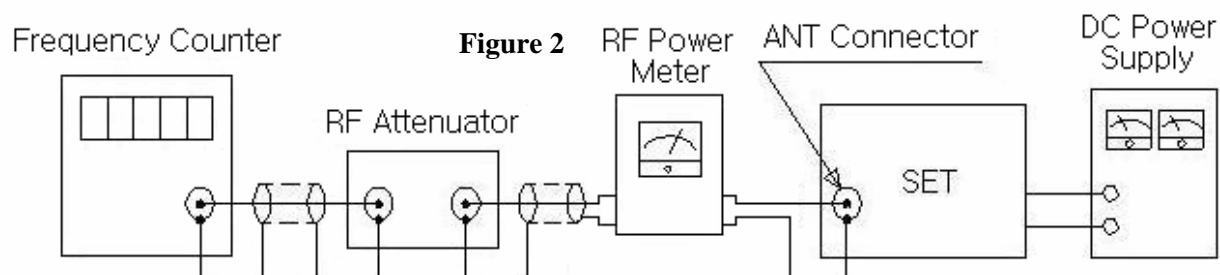 Frequency Counter
RF Attenuator
Figure 2
RF Power
Meter
ANT Connector
SET
DC Power
Supply